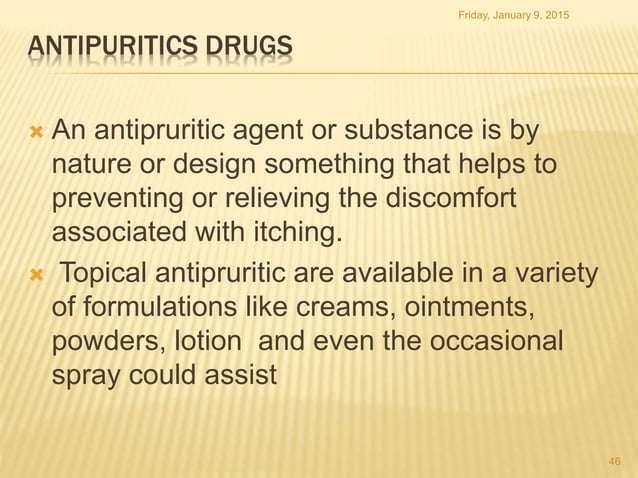 Friday, January 9, 2015
ANTIPURITICS DRUGS
An antipruritic agent or substance is by
nature or design something that helps to
preventing or relieving the discomfort
associated with itching.
Topical antipruritic are available in a variety
of formulations like creams, ointments,
powders, lotion  and even the occasional
spray could assist
46